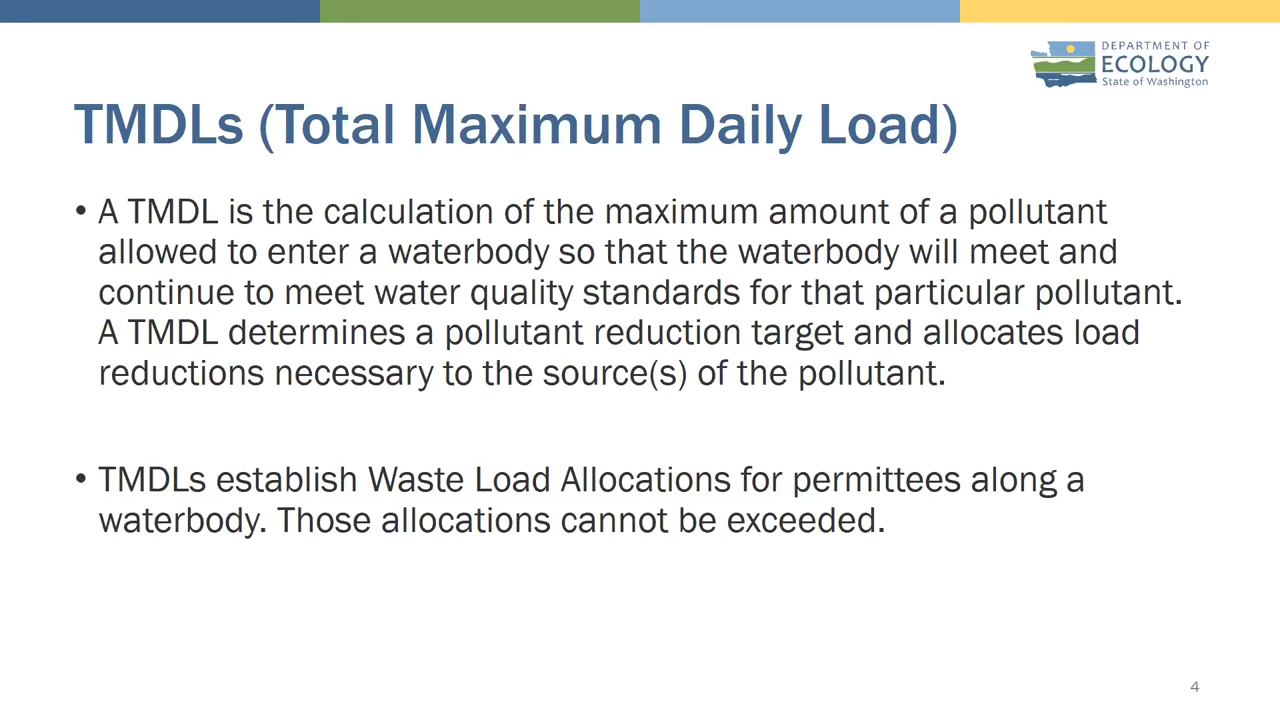 DEPARTMENT OF
ECOLOGY
State of Washington
TMDLs (Total Maximum Daily Load)
• A TMDL is the calculation of the maximum amount of a pollutant
allowed to enter a waterbody so that the waterbody will meet and
continue to meet water quality standards for that particular pollutant.
A TMDL determines a pollutant reduction target and allocates load
reductions necessary to the source(s) of the pollutant.
• TMDLs establish Waste Load Allocations for permittees along a
waterbody. Those allocations cannot be exceeded.
4